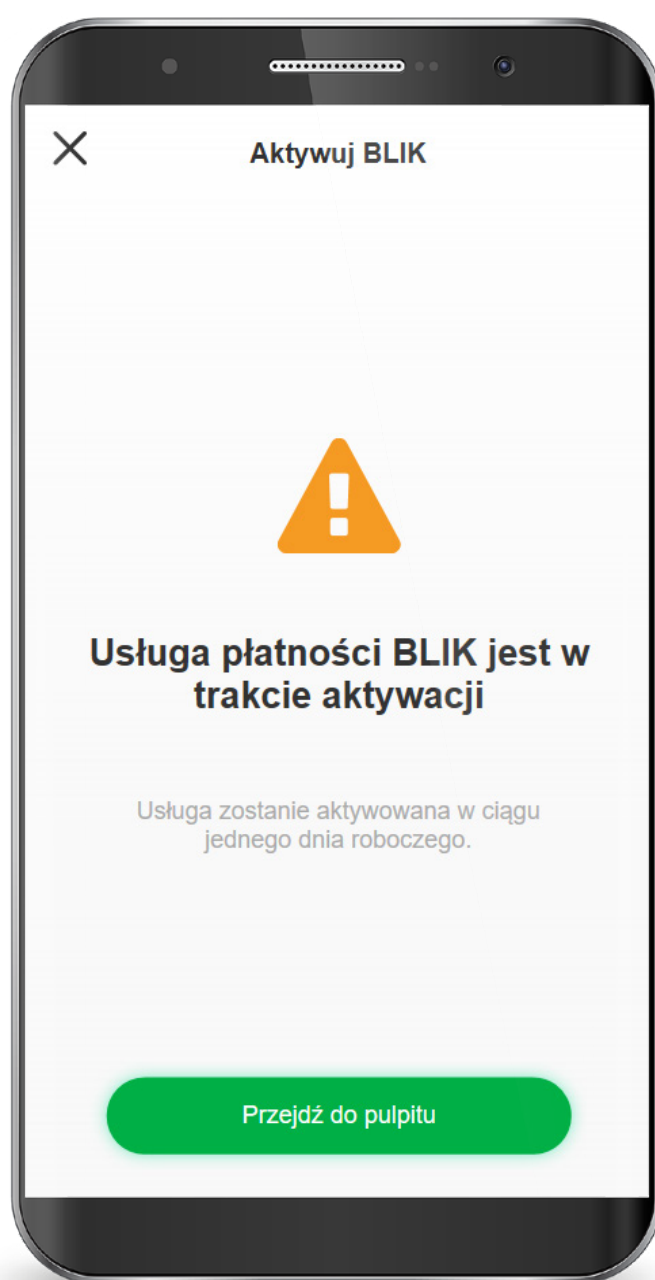 Aktywuj BLIK
Usługa płatności BLIK jest w
trakcie aktywacji
Usługa zostanie aktywowana w ciągu
jednego dnia roboczego.
Przejdź do pulpitu